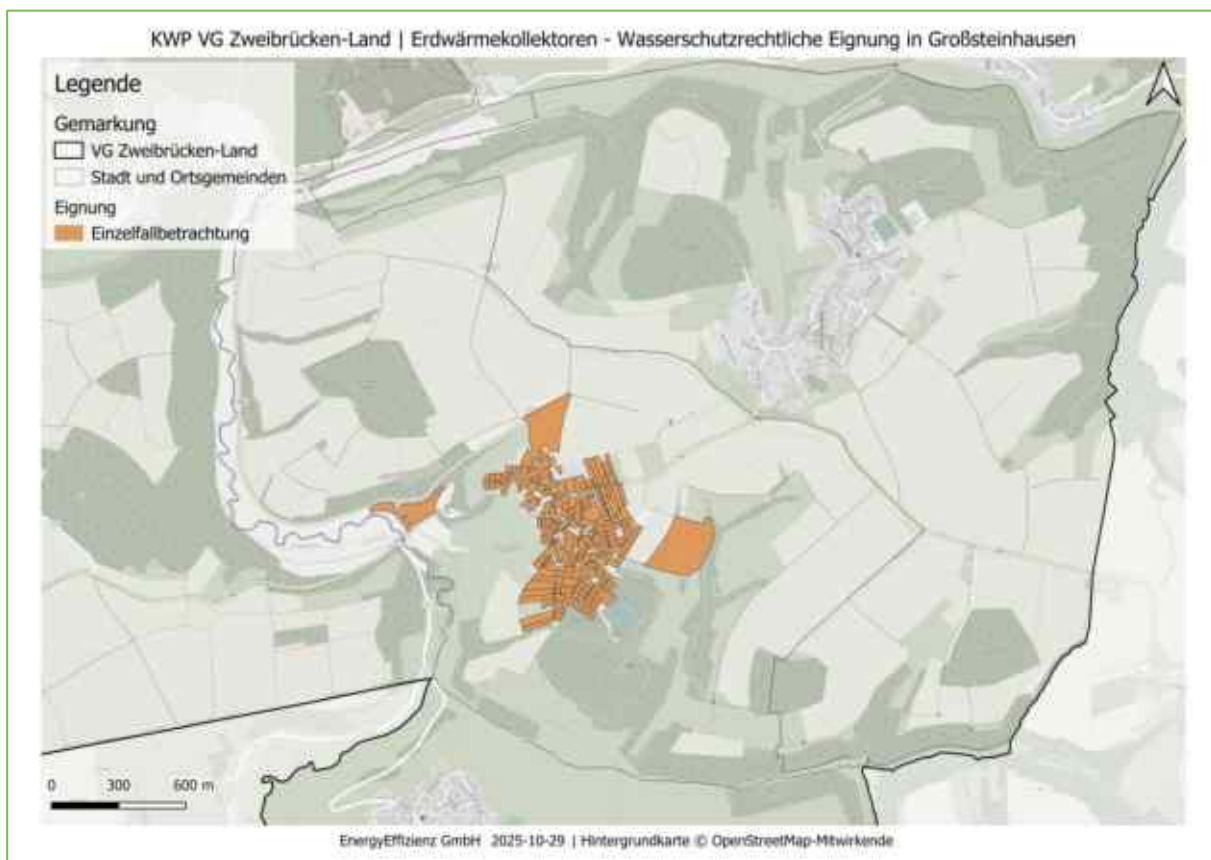 KWP VG Zweibrücken-Land | Erdwärmekollektoren - Wasserschutzrechtliche Eignung in Großsteinhausen
Legende
Gemarkung
VG Zweibrücken-Land
Stadt und Ortsgemeinden
Eignung
Einzelfallbetrachtung
0 300 600 m
EnergyEffizienz GmbH 2025-10-29 | Hintergrundkarte © OpenStreetMap-Mitwirkende